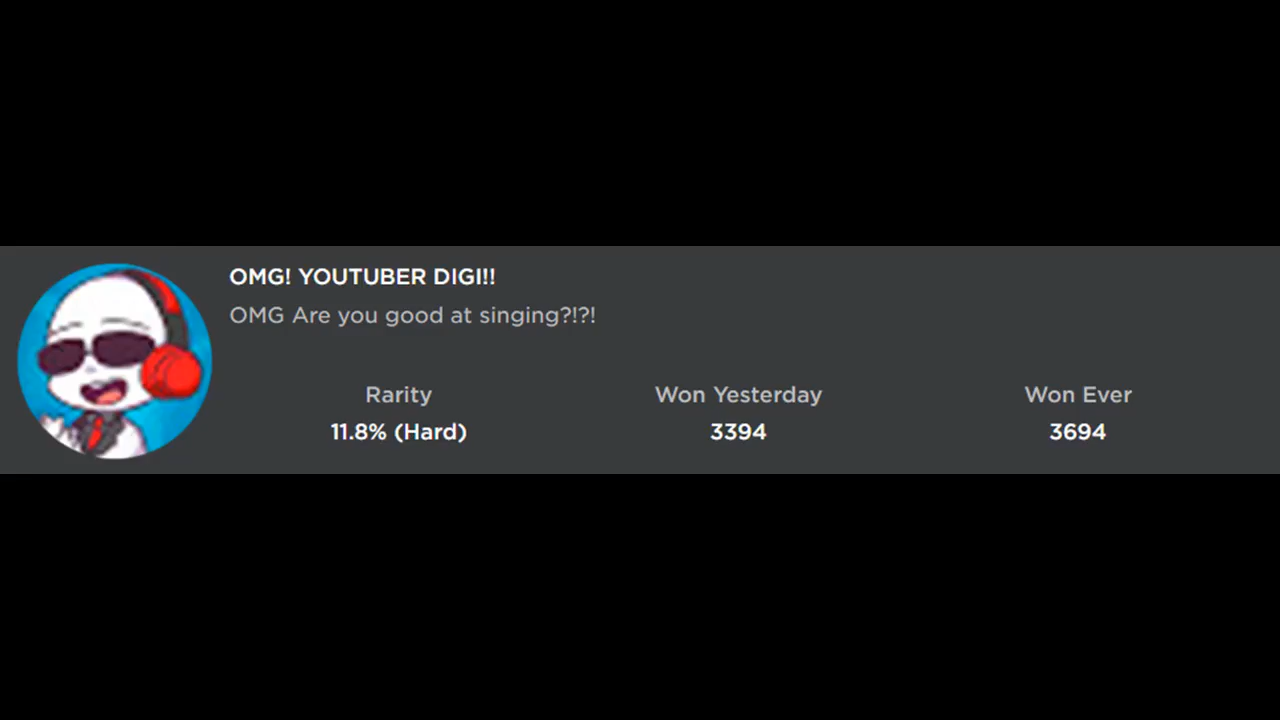 OMG! YOUTUBER DIGI!!
OMG Are you good at singing?!?!
Rarity
Won Yesterday
Won Ever
11.8% (Hard)
3394
3694